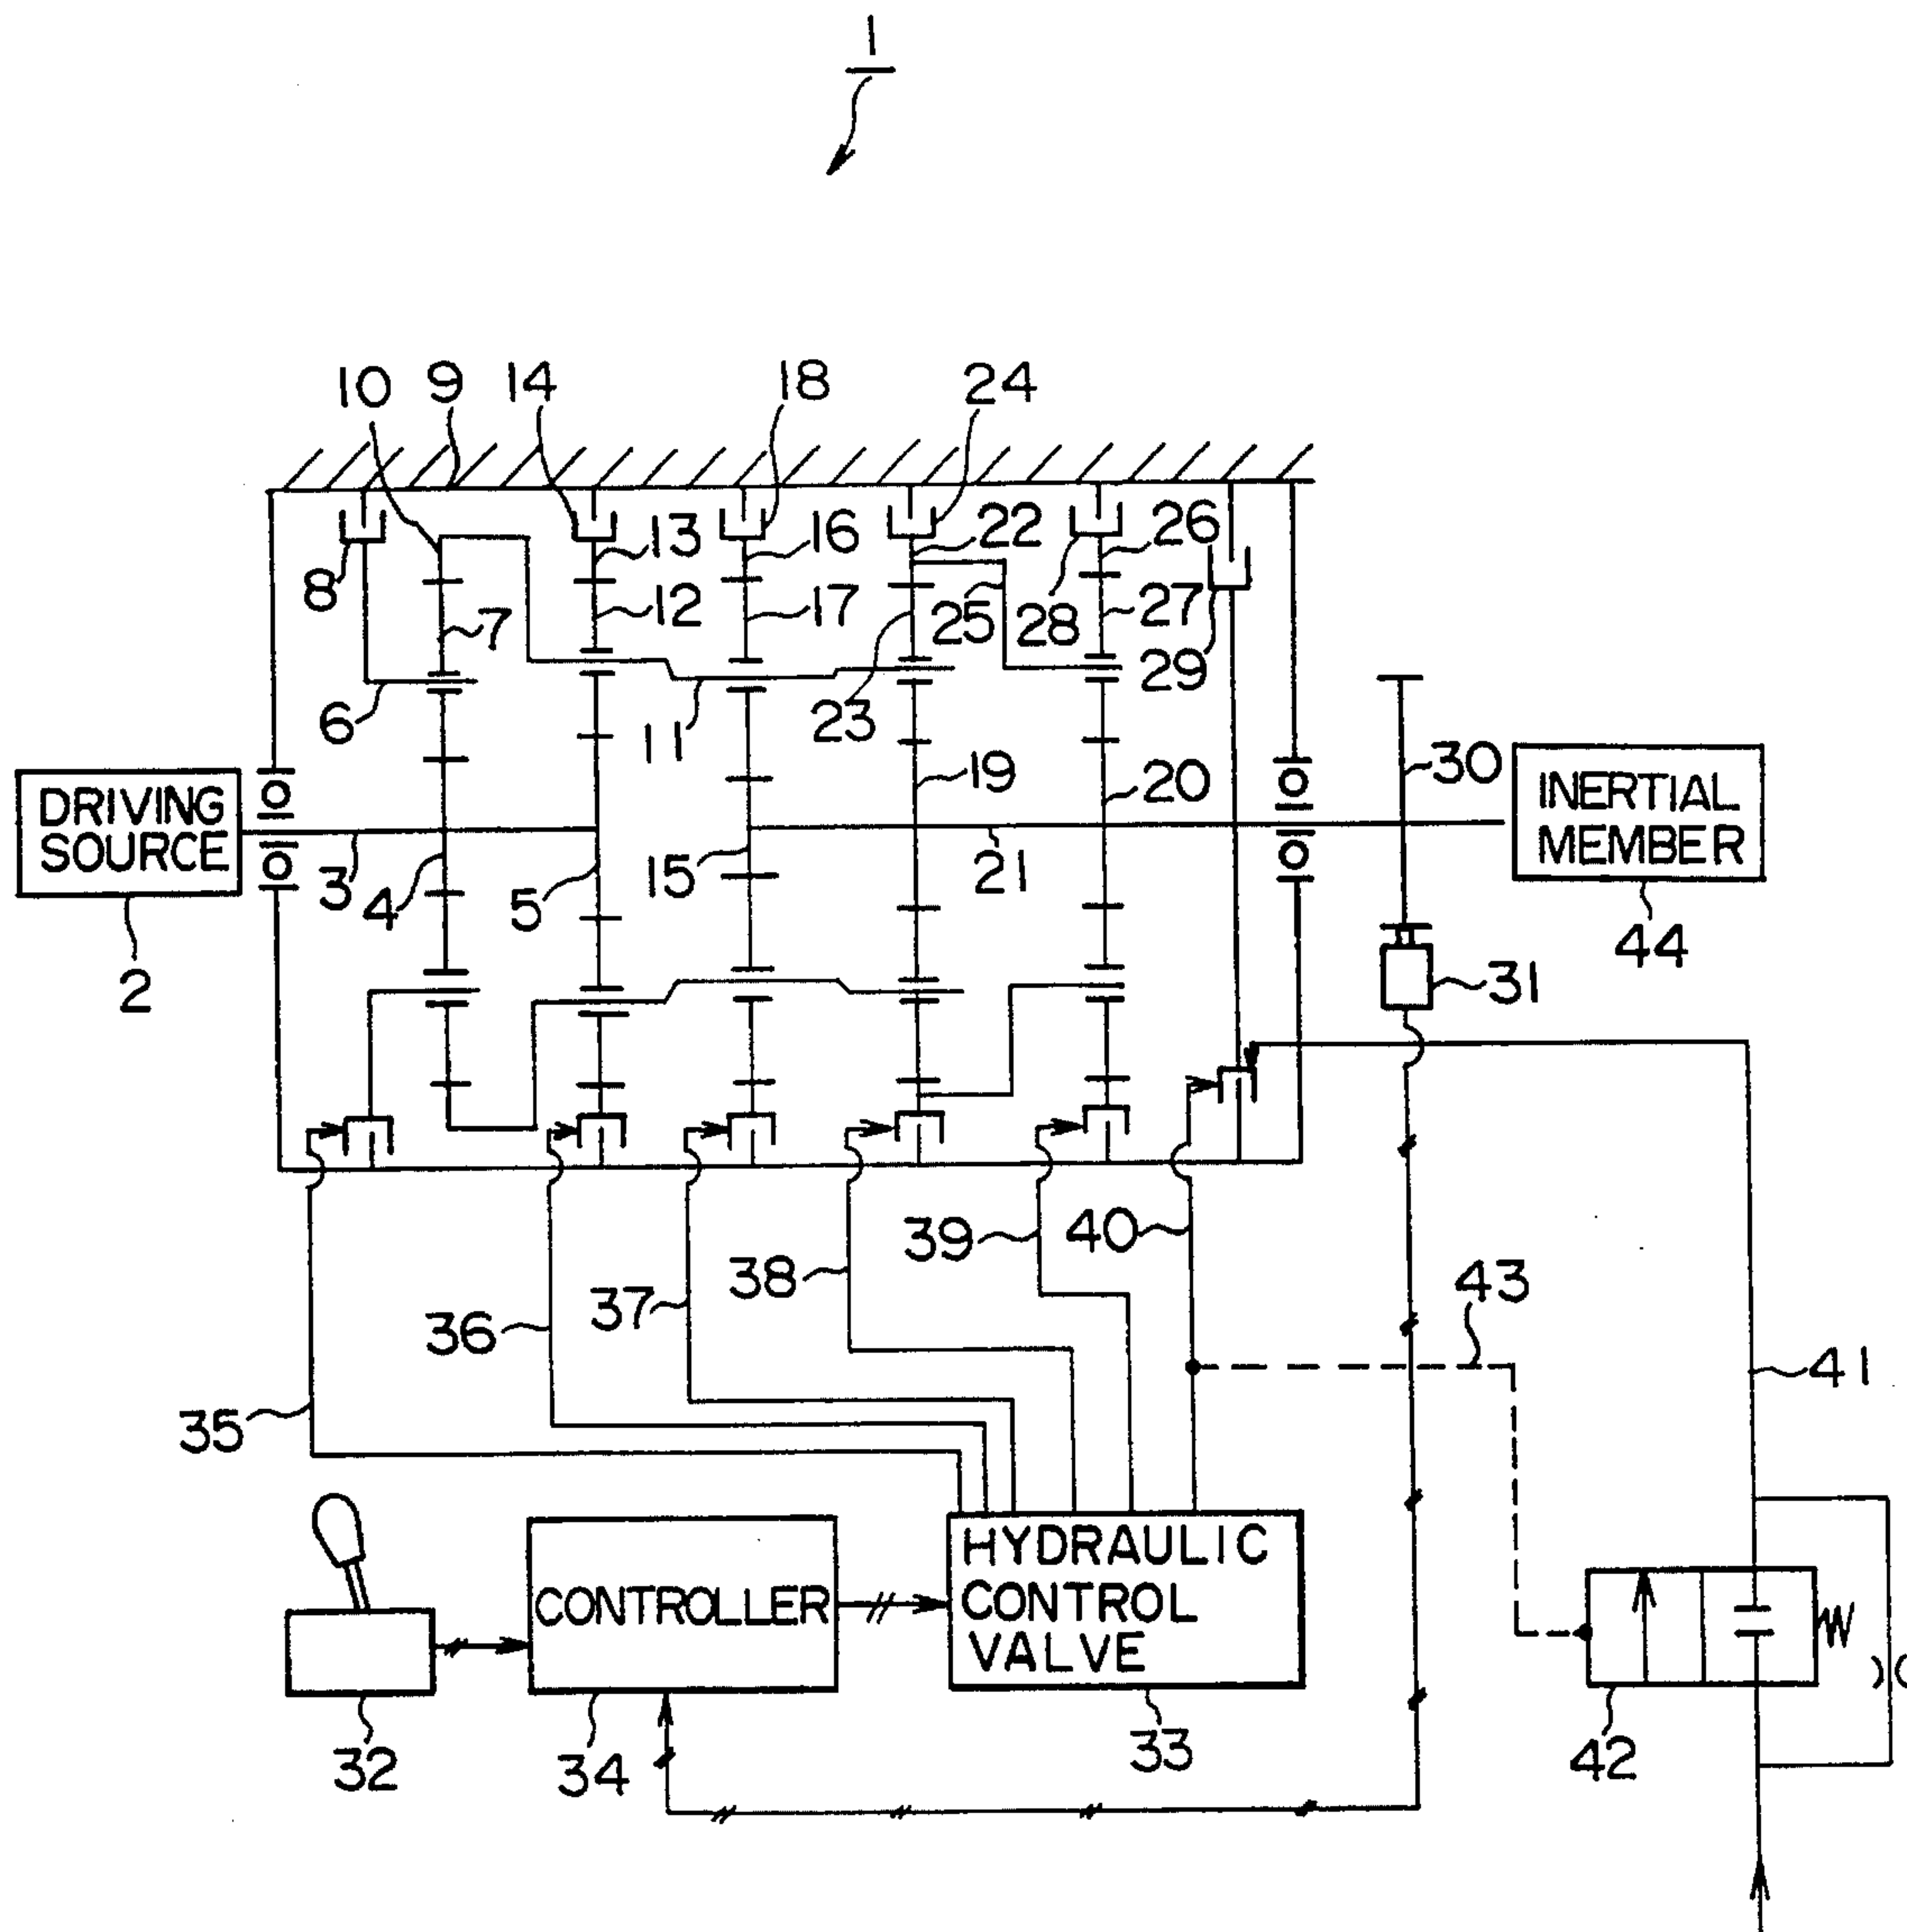 1
10 9 14 18 24
13 16 22 26
8 7 12 17 25 28 27 29
6 11 23
DRIVING
SOURCE
19 20 30
INERTIAL
MEMBER
3 4 5 15 21
2 44
31
39 40
38 43
36 37
41
35
HYDRAULIC
CONTROL
VALVE
CONTROLLER
32 34 33 42